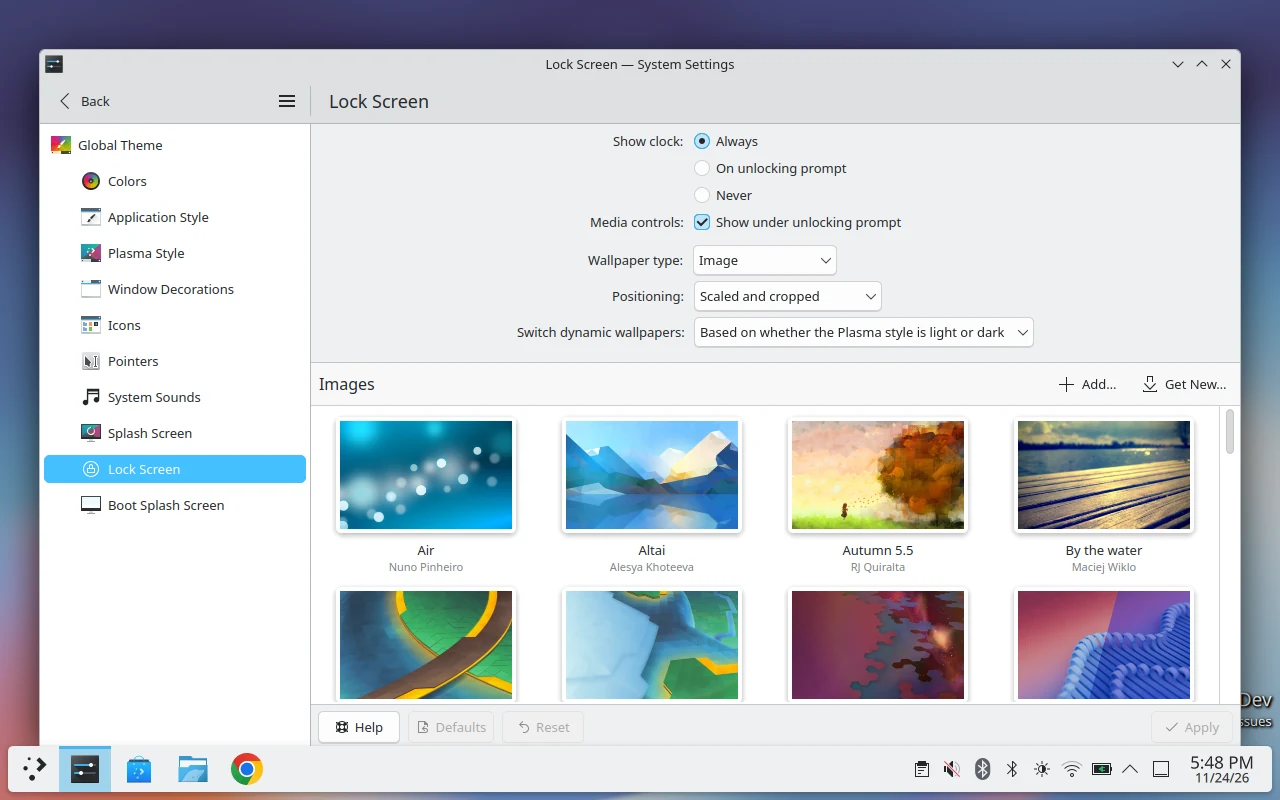 Lock Screen — System Settings
Back
Lock Screen
Global Theme
Colors
Application Style
Plasma Style
Window Decorations
Icons
Pointers
System Sounds
Splash Screen
Lock Screen
Boot Splash Screen
Show clock: Always
On unlocking prompt
Never
Media controls: Show under unlocking prompt
Wallpaper type: Image
Positioning: Scaled and cropped
Switch dynamic wallpapers: Based on whether the Plasma style is light or dark
Images
Add...
Get New...
Air
Nuno Pinheiro
Altai
Alesya Khoteeva
Autumn 5.5
RJ Quiralta
By the water
Maciej Wiklo
Help
Defaults
Reset
Apply
Dev
ssues
5:48 PM
11/24/26